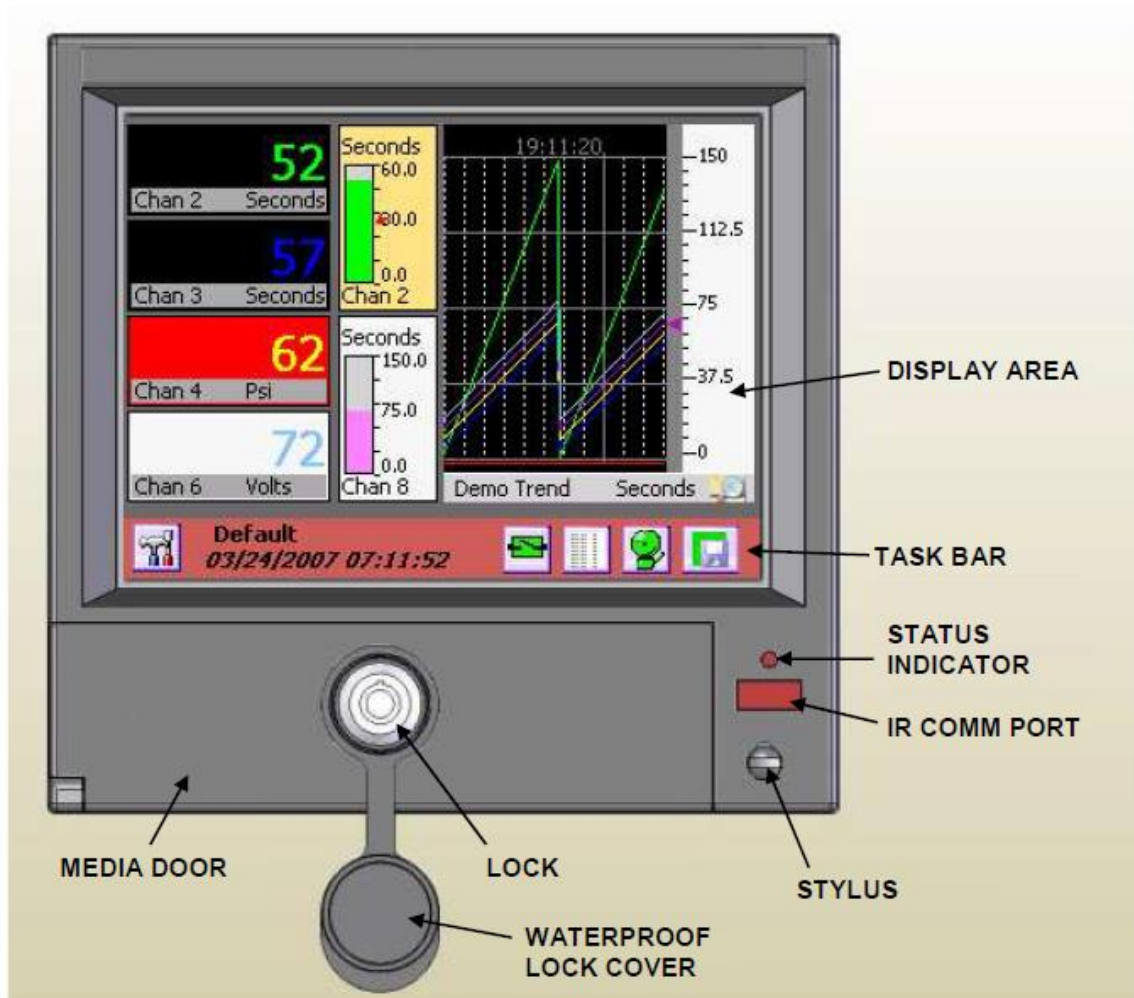 52
Chan 2 Seconds
57
Chan 3 Seconds
62
Chan 4 Psi
72
Chan 6 Volts
Seconds
60.0
30.0
0.0
Chan 2
Seconds
150.0
75.0
0.0
Chan 8
19:11:20
150
112.5
75
37.5
0
Demo Trend Seconds
Default
03/24/2007 07:11:52
DISPLAY AREA
TASK BAR
STATUS
INDICATOR
IR COMM PORT
MEDIA DOOR
LOCK
STYLUS
WATERPROOF
LOCK COVER